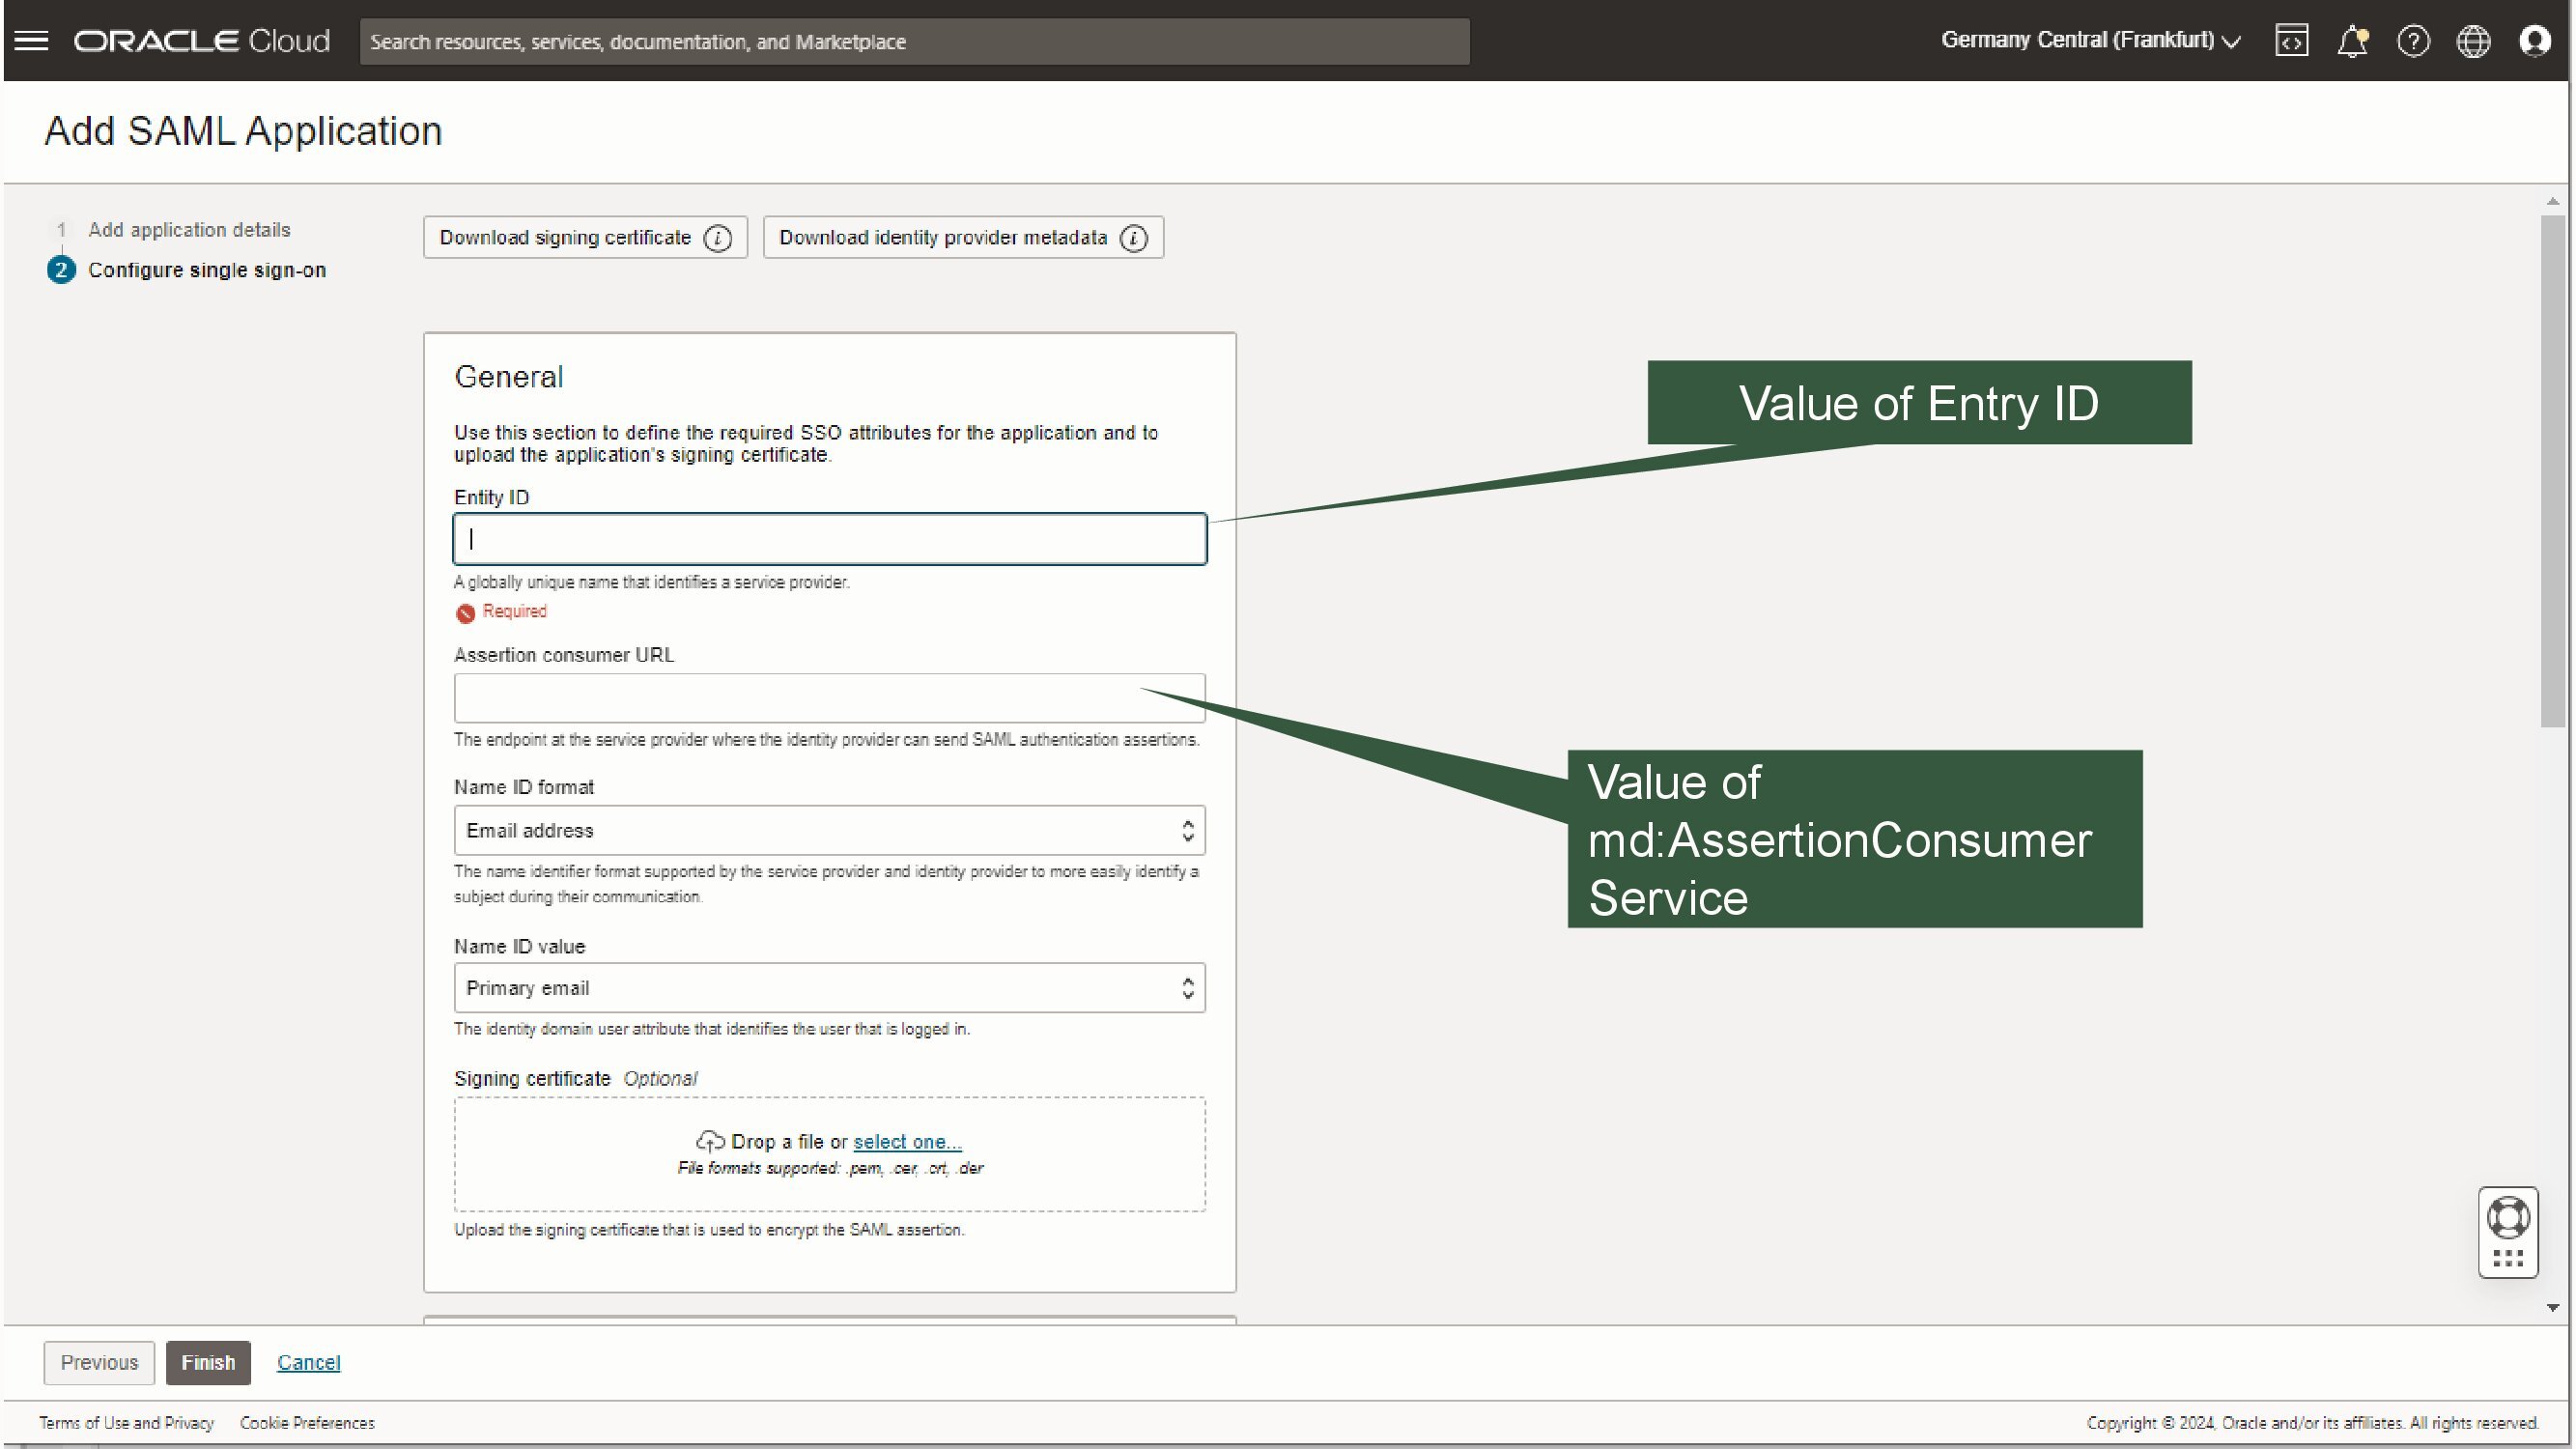 ORACLE Cloud
Search resources, services, documentation, and Marketplace
Germany Central (Frankfurt)
Add SAML Application
1 Add application details
2 Configure single sign-on
Download signing certificate i
Download identity provider metadata i
General
Use this section to define the required SSO attributes for the application and to
upload the application's signing certificate.
Entity ID
A globally unique name that identifies a service provider.
Required
Assertion consumer URL
The endpoint at the service provider where the identity provider can send SAML authentication assertions.
Name ID format
Email address
The name identifier format supported by the service provider and identity provider to more easily identify a
subject during their communication.
Name ID value
Primary email
The identity domain user attribute that identifies the user that is logged in.
Signing certificate Optional
Drop a file or select one...
File formats supported: .pem, .cer, .crt, .der
Upload the signing certificate that is used to encrypt the SAML assertion.
Value of Entry ID
Value of
md:AssertionConsumer
Service
Previous
Finish
Cancel
Terms of Use and Privacy
Cookie Preferences
Copyright © 2024, Oracle and/or its affiliates. All rights reserved.